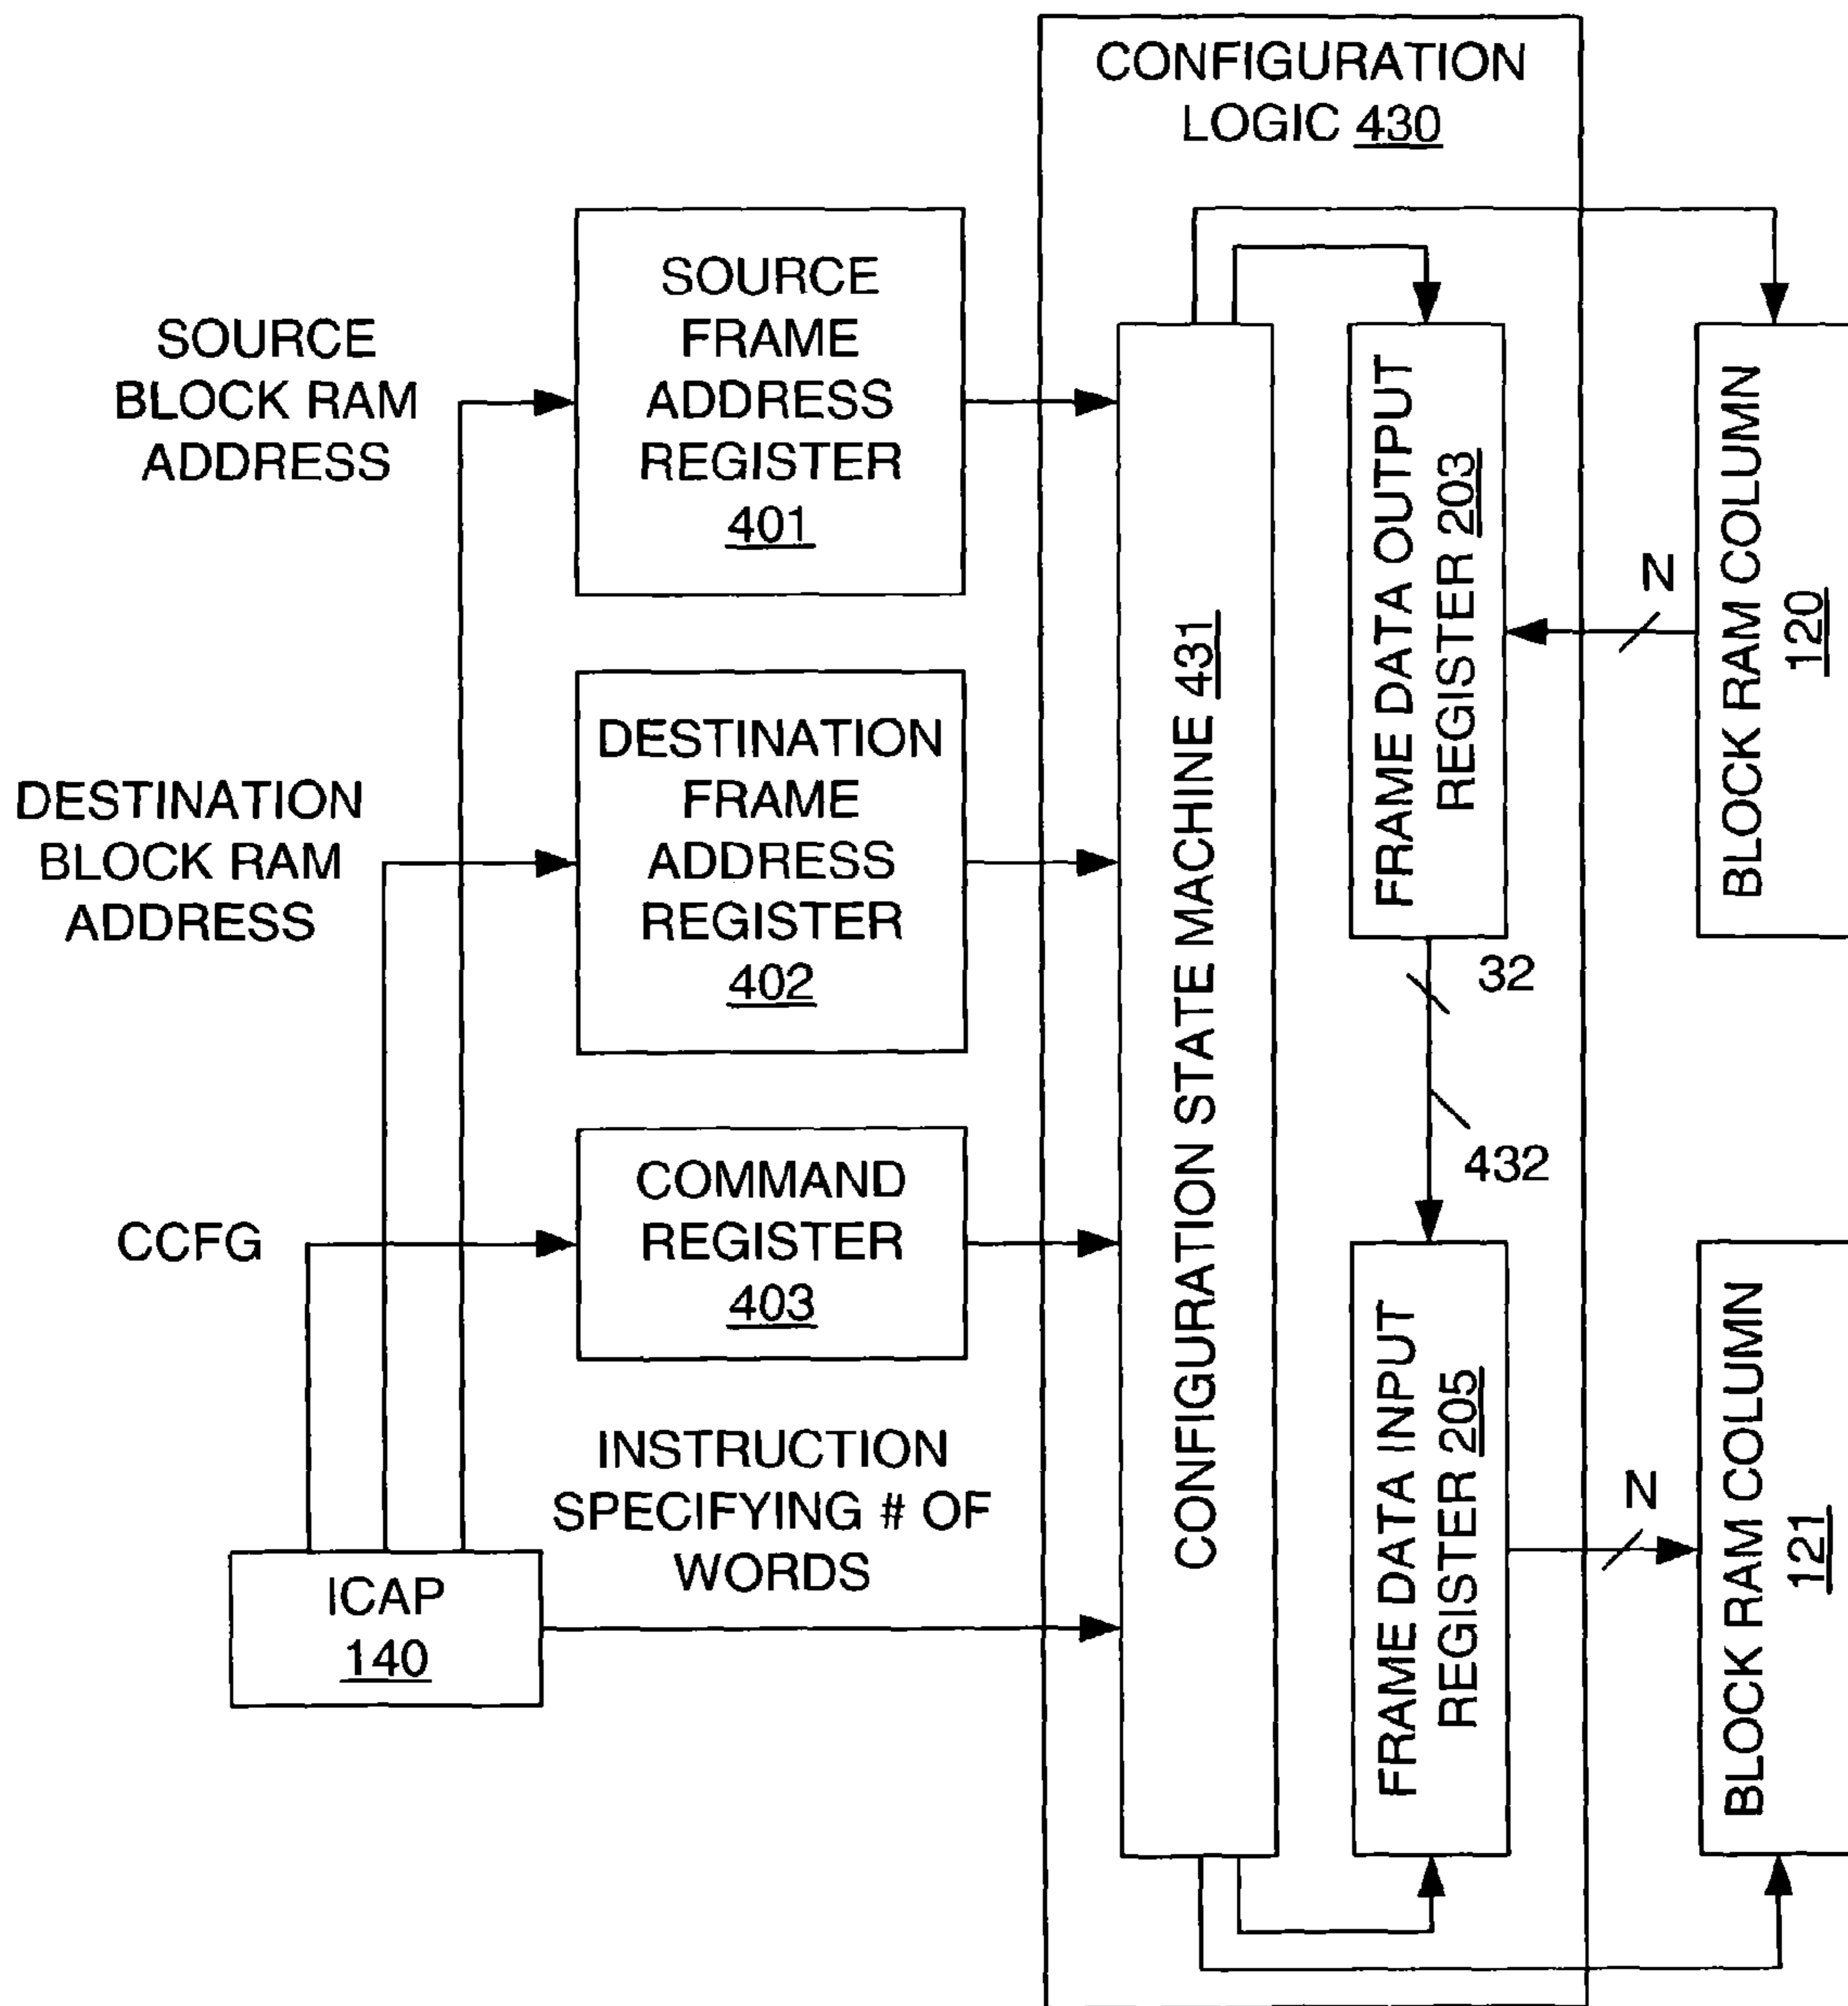 CONFIGURATION
LOGIC 430
SOURCE
BLOCK RAM
ADDRESS
SOURCE
FRAME
ADDRESS
REGISTER
401
DESTINATION
BLOCK RAM
ADDRESS
DESTINATION
FRAME
ADDRESS
REGISTER
402
CCFG
COMMAND
REGISTER
403
INSTRUCTION
SPECIFYING # OF
WORDS
ICAP
140
CONFIGURATION STATE MACHINE 431
FRAME DATA OUTPUT
REGISTER 203
N
BLOCK RAM COLUMN
120
32
432
FRAME DATA INPUT
REGISTER 205
N
BLOCK RAM COLUMN
121